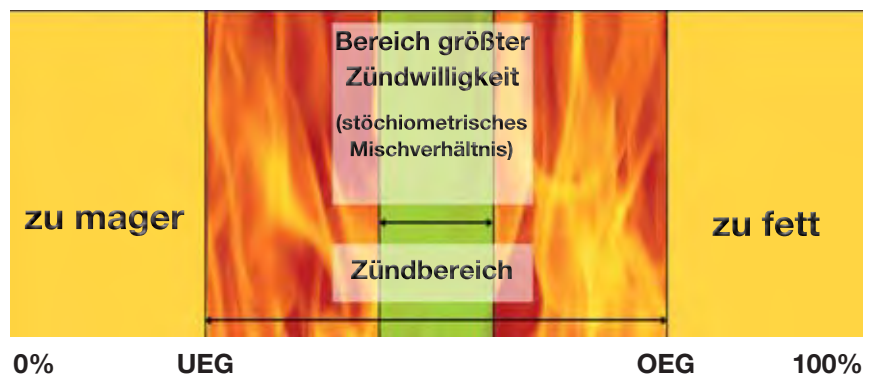 Bereich größter
Zündwilligkeit
(stöchiometrisches
Mischverhältnis)
zu mager
zu fett
Zündbereich
0%
UEG
OEG
100%